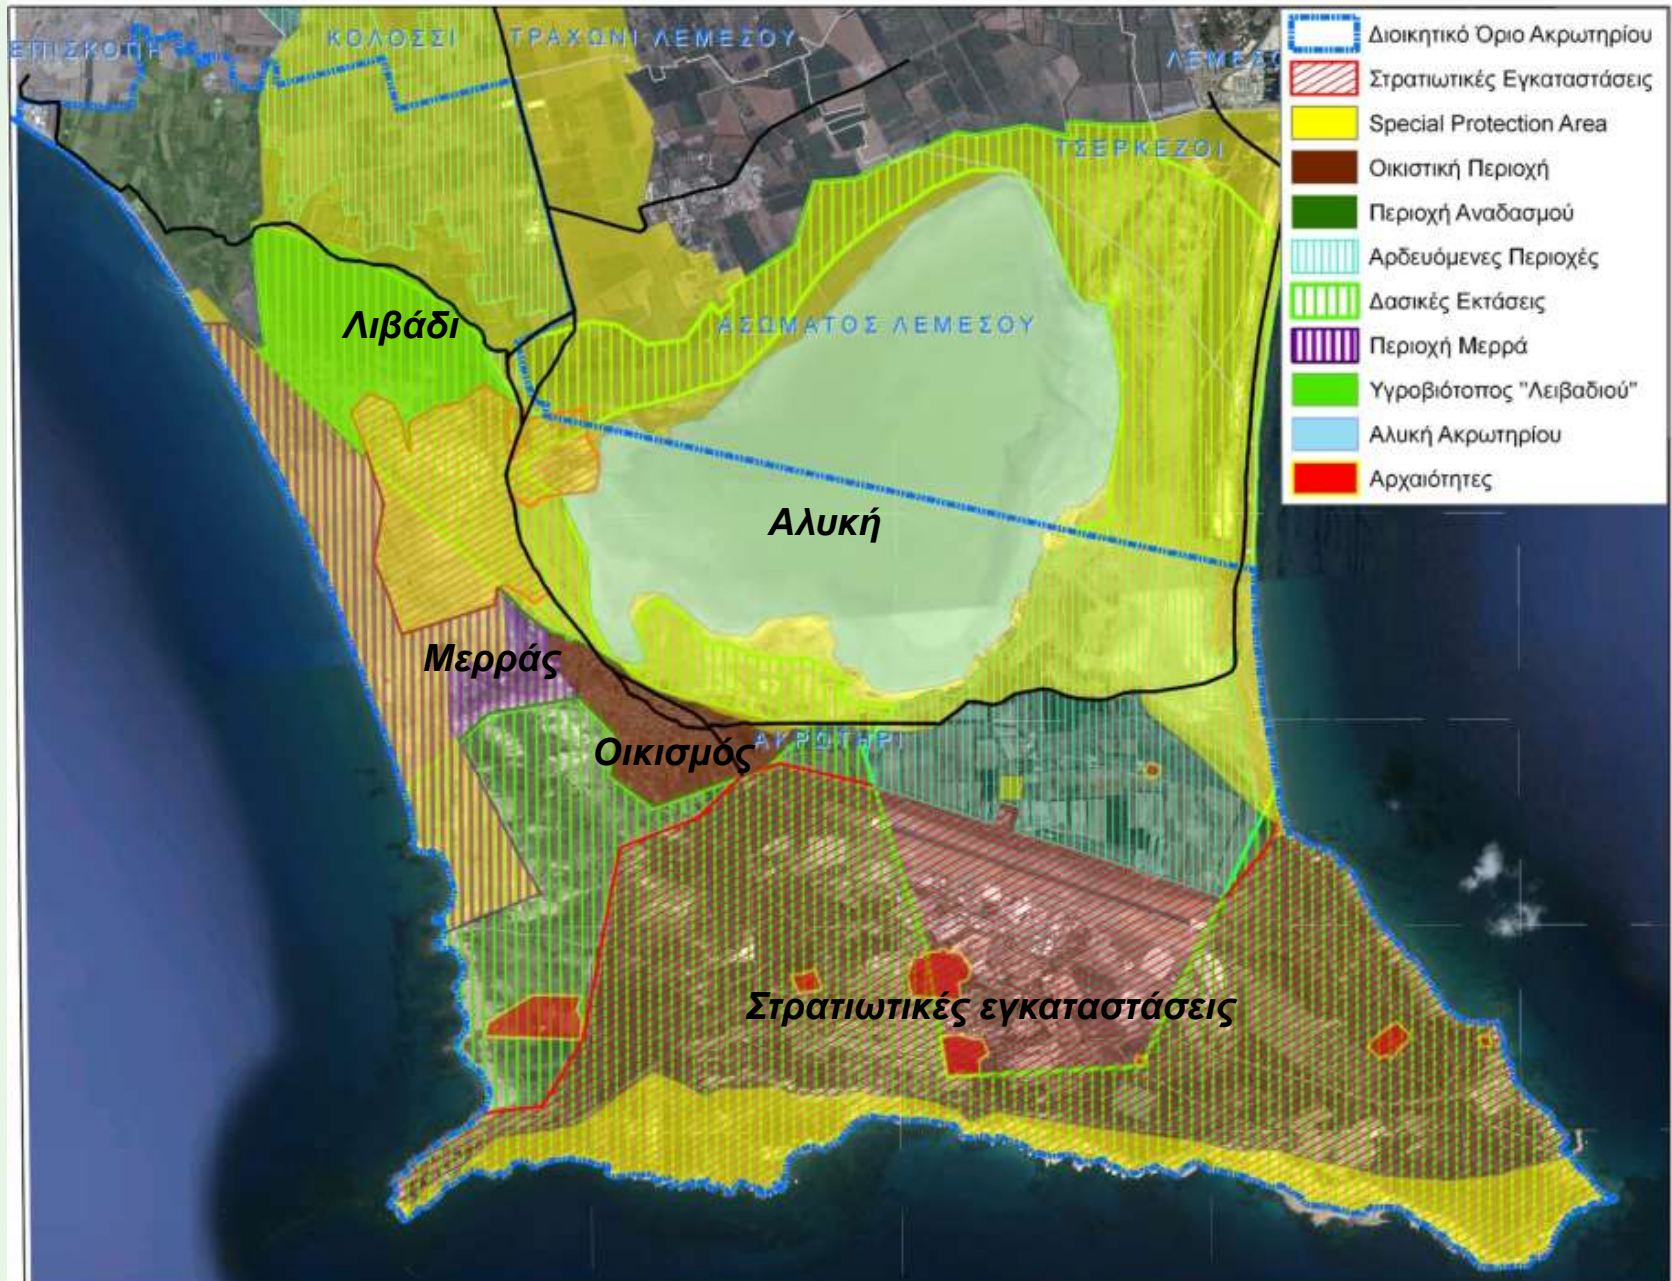 ΕΠΙΣΚΟΠΗ
ΚΟΛΟΣΣΙ
ΤΡΑΧΩΝΙ ΛΕΜΕΣΟΥ
ΤΣΕΡΚΕΖΟΙ
ΑΣΩΜΑΤΟΣ ΛΕΜΕΣΟΥ
Λιβάδι
Αλυκή
Μερράς
Οικισμός
ΑΚΡΩΤΗΡΙ
Στρατιωτικές εγκαταστάσεις
Διοικητικό Όριο Ακρωτηρίου
Στρατιωτικές Εγκαταστάσεις
Special Protection Area
Οικιστική Περιοχή
Περιοχή Αναδασμού
Αρδευόμενες Περιοχές
Δασικές Εκτάσεις
Περιοχή Μερρά
Υγροβιότοπος "Λειβαδιού"
Αλυκή Ακρωτηρίου
Αρχαιότητες